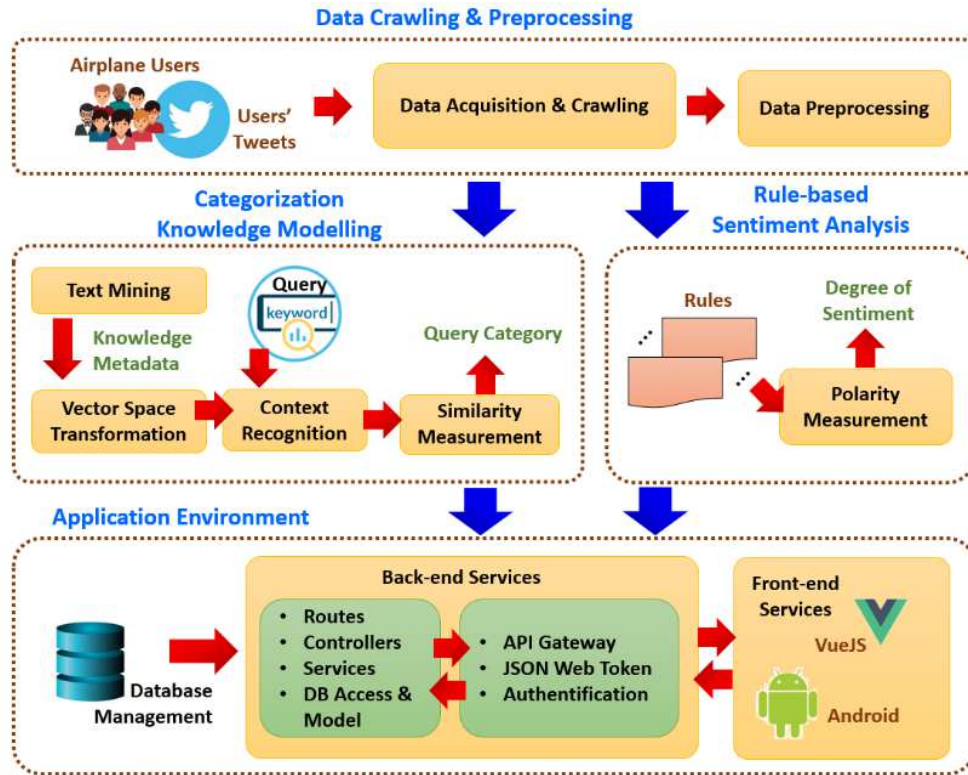 Data Crawling & Preprocessing
Airplane Users
Users'
Tweets
Data Acquisition & Crawling
Data Preprocessing
Categorization
Knowledge Modelling
Rule-based
Sentiment Analysis
Text Mining
Query
keyword
Knowledge
Metadata
Query Category
Vector Space
Transformation
Context
Recognition
Similarity
Measurement
Rules
Degree of
Sentiment
Polarity
Measurement
Application Environment
Database
Management
Back-end Services
• Routes
• Controllers
• Services
• DB Access &
Model
• API Gateway
• JSON Web Token
• Authentification
Front-end
Services
VueJS
Android